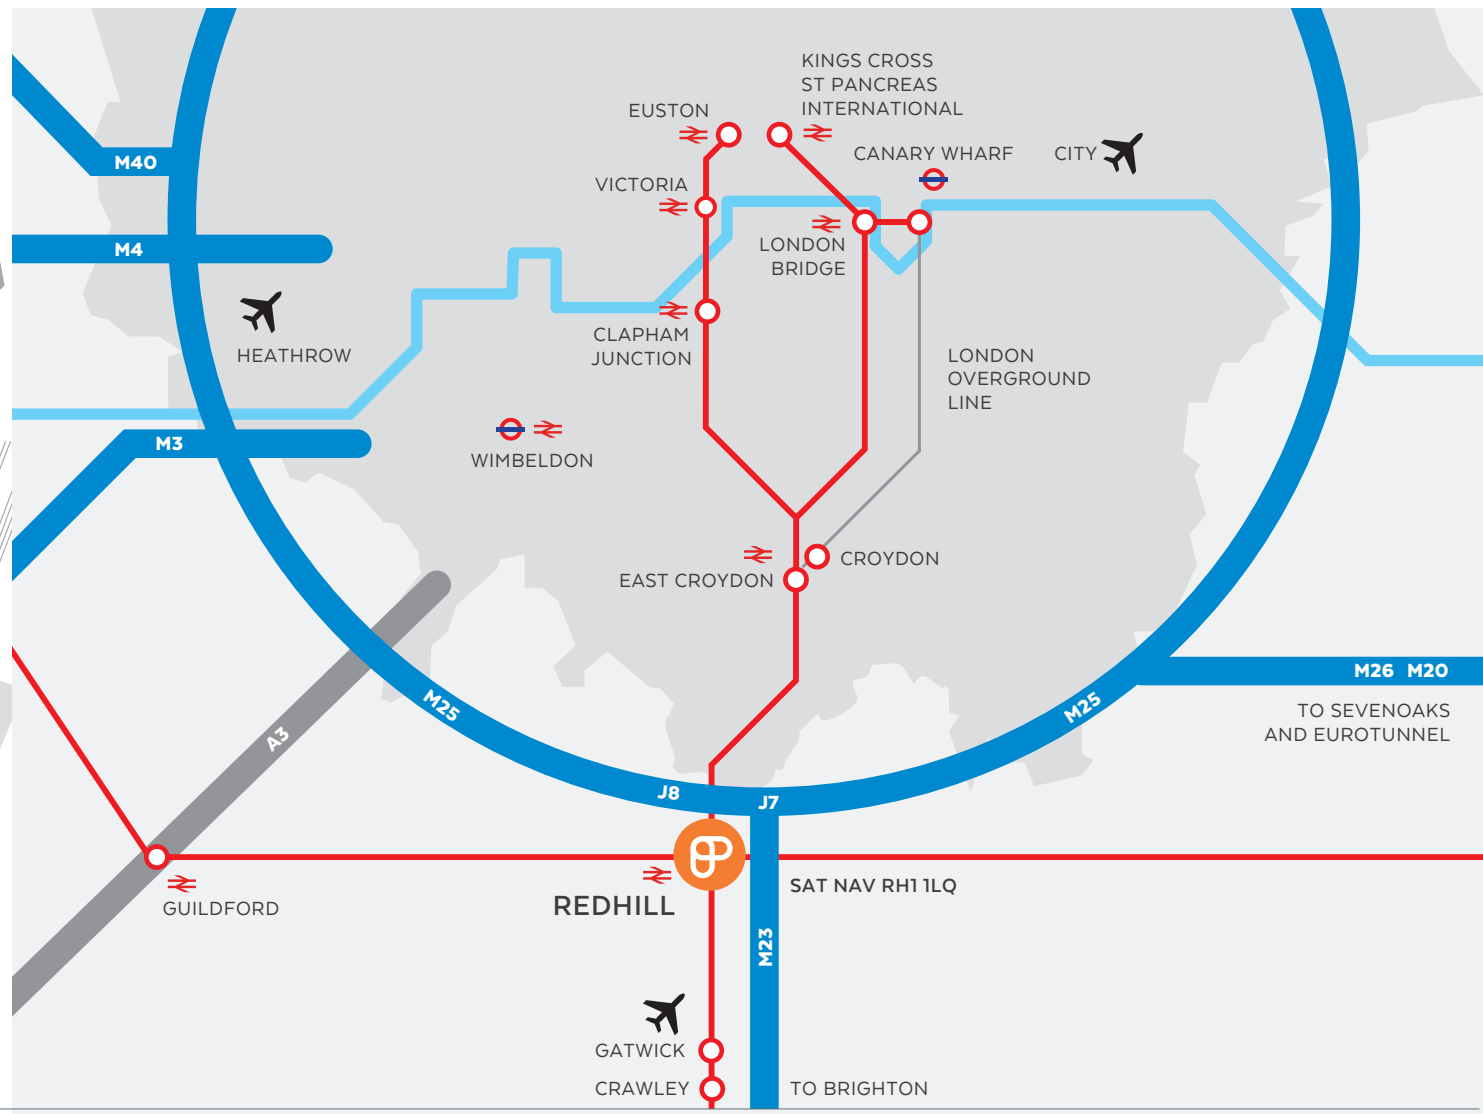 KINGS CROSS
ST PANCREAS
INTERNATIONAL
EUSTON
CANARY WHARF
CITY
M40
VICTORIA
M4
LONDON
BRIDGE
HEATHROW
CLAPHAM
JUNCTION
LONDON
OVERGROUND
LINE
M3
WIMBELDON
CROYDON
EAST CROYDON
M26 M20
M25
M25
TO SEVENOAKS
AND EUROTUNNEL
A3
J8
J7
SAT NAV RH1 1LQ
REDHILL
GUILDFORD
M23
GATWICK
CRAWLEY
TO BRIGHTON